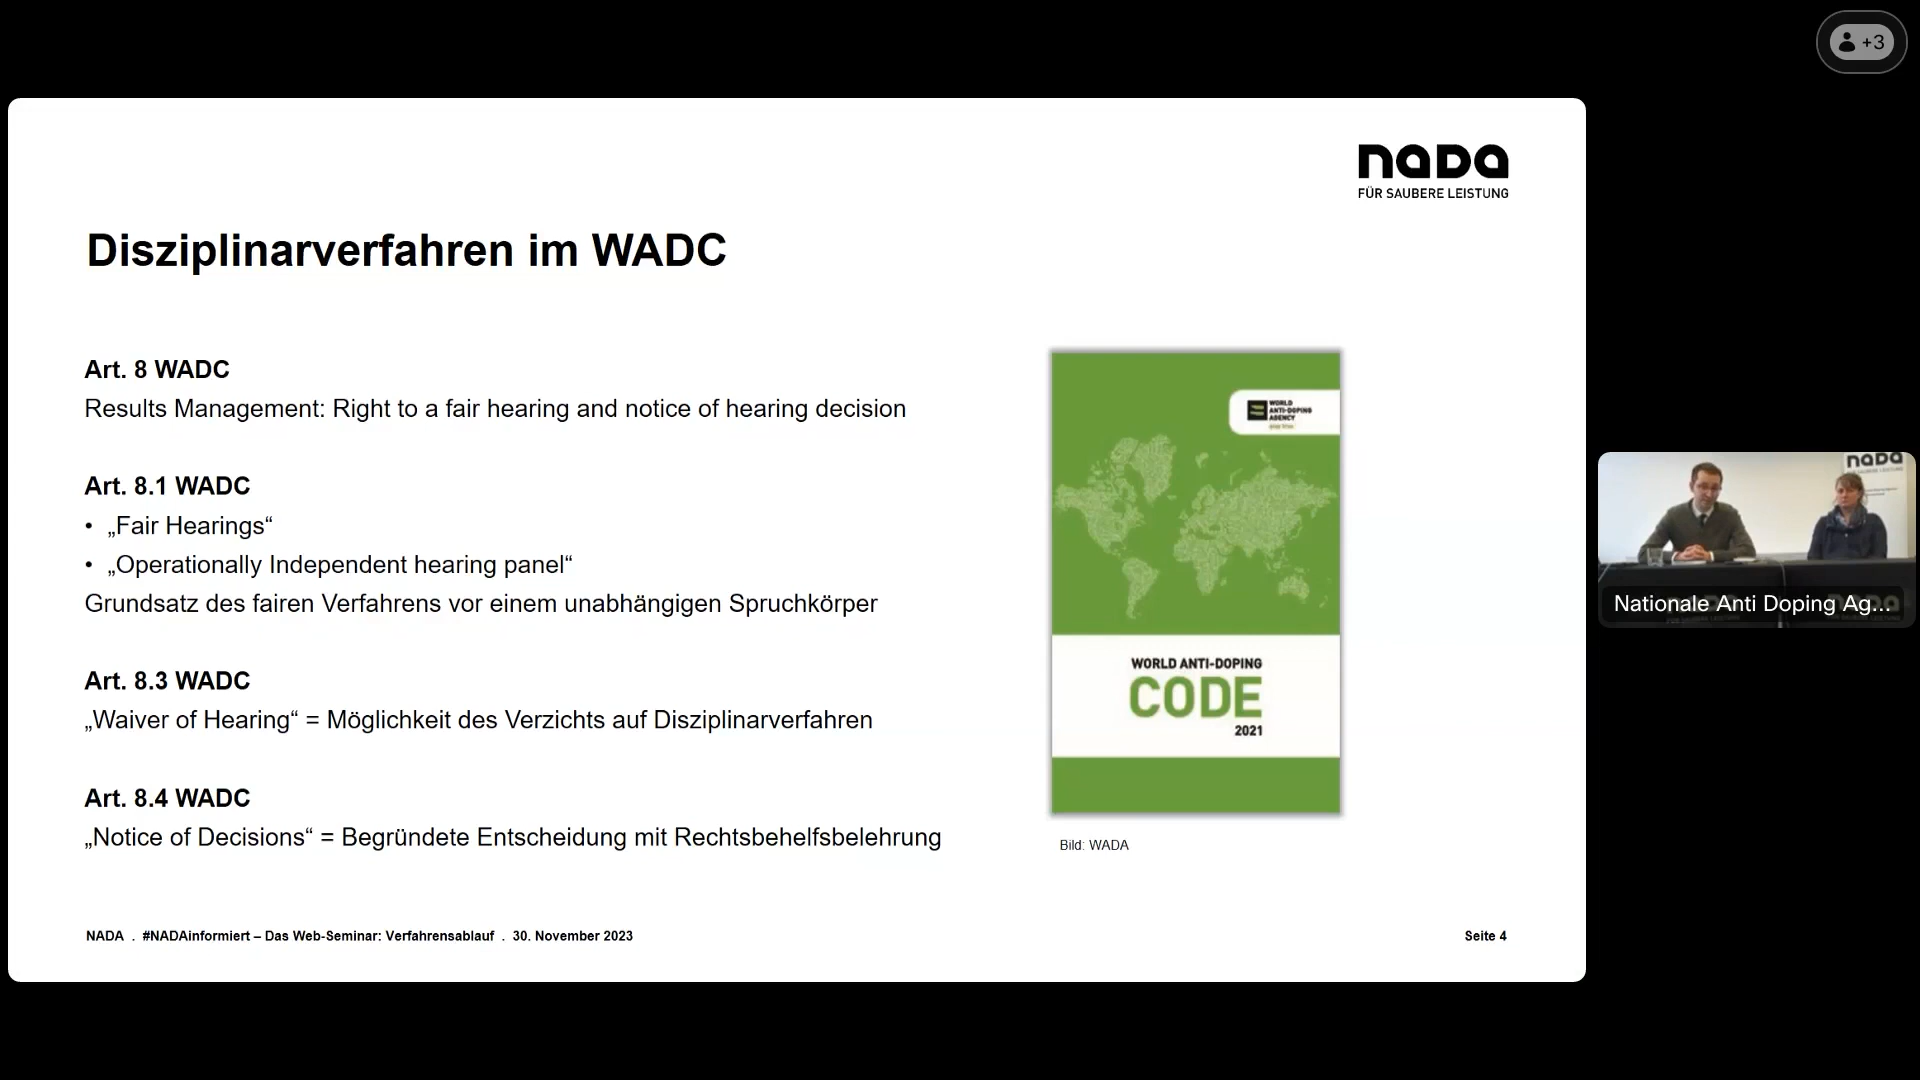 +3
nada
FÜR SAUBERE LEISTUNG
Disziplinarverfahren im WADC
Art. 8 WADC
Results Management: Right to a fair hearing and notice of hearing decision
Art. 8.1 WADC
• „Fair Hearings“
• „Operationally Independent hearing panel“
Grundsatz des fairen Verfahrens vor einem unabhängigen Spruchkörper
Art. 8.3 WADC
„Waiver of Hearing“ = Möglichkeit des Verzichts auf Disziplinarverfahren
Art. 8.4 WADC
„Notice of Decisions“ = Begründete Entscheidung mit Rechtsbehelfsbelehrung
WORLD
ANTI-DOPING
AGENCY
WORLD ANTI-DOPING
CODE
2021
Bild: WADA
NADA . #NADAinformiert – Das Web-Seminar: Verfahrensablauf . 30. November 2023
Seite 4
nada
Nationale Anti Doping Ag...